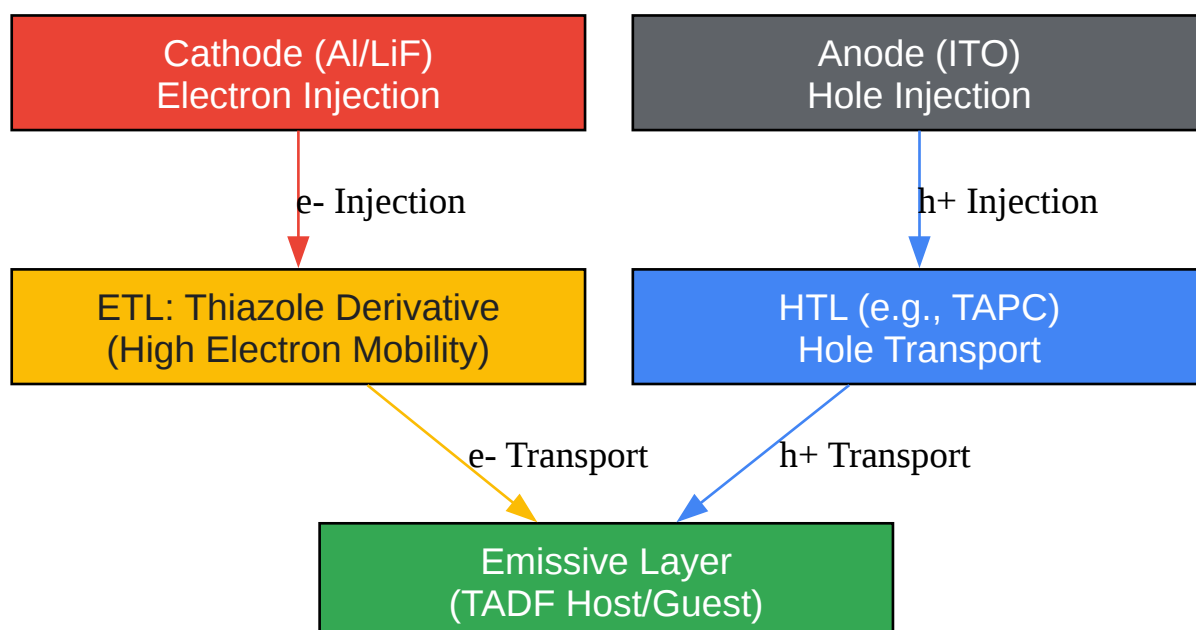 Cathode (Al/LiF)
Electron Injection
Anode (ITO)
Hole Injection
e- Injection
h+ Injection
ETL: Thiazole Derivative
(High Electron Mobility)
HTL (e.g., TAPC)
Hole Transport
e- Transport
h+ Transport
Emissive Layer
(TADF Host/Guest)